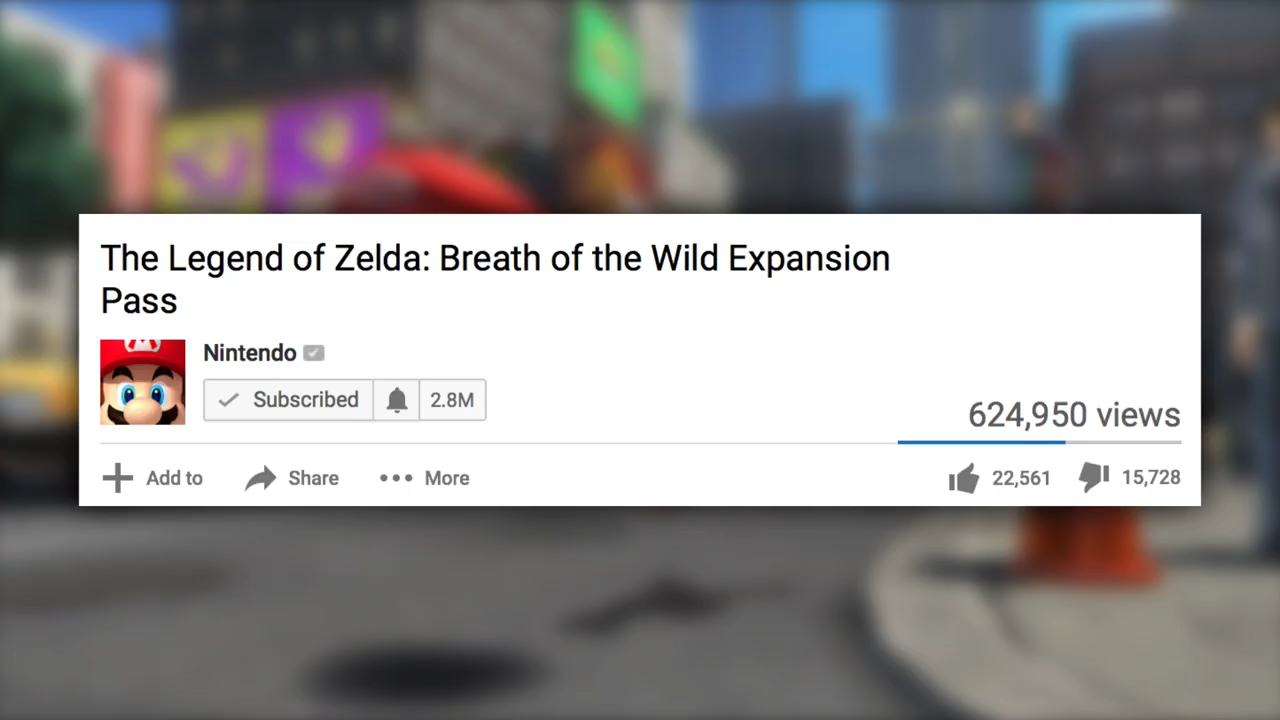 The Legend of Zelda: Breath of the Wild Expansion
Pass
Nintendo
Subscribed 2.8M
624,950 views
Add to Share More 22,561 15,728